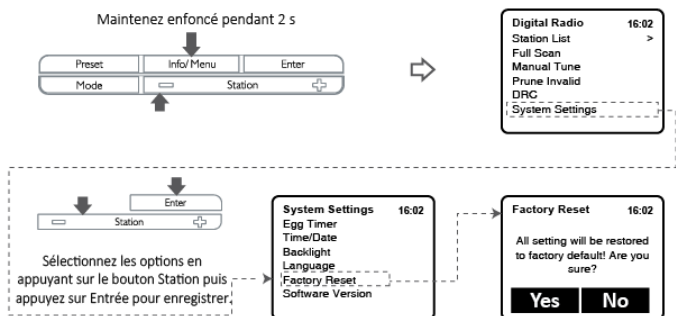 Maintenez enfoncé pendant 2 s
Preset
Info/Menu
Enter
Mode
Station
Digital Radio 16:02
Station List >
Full Scan
Manual Tune
Prune Invalid
DRC
System Settings
Enter
Station
Sélectionnez les options en
appuyant sur le bouton Station puis
appuyez sur Entrée pour enregistrer.
System Settings 16:02
Egg Timer
Time/Date
Backlight
Language
Factory Reset
Software Version
Factory Reset 16:02
All setting will be restored
to factory default! Are you
sure?
Yes No